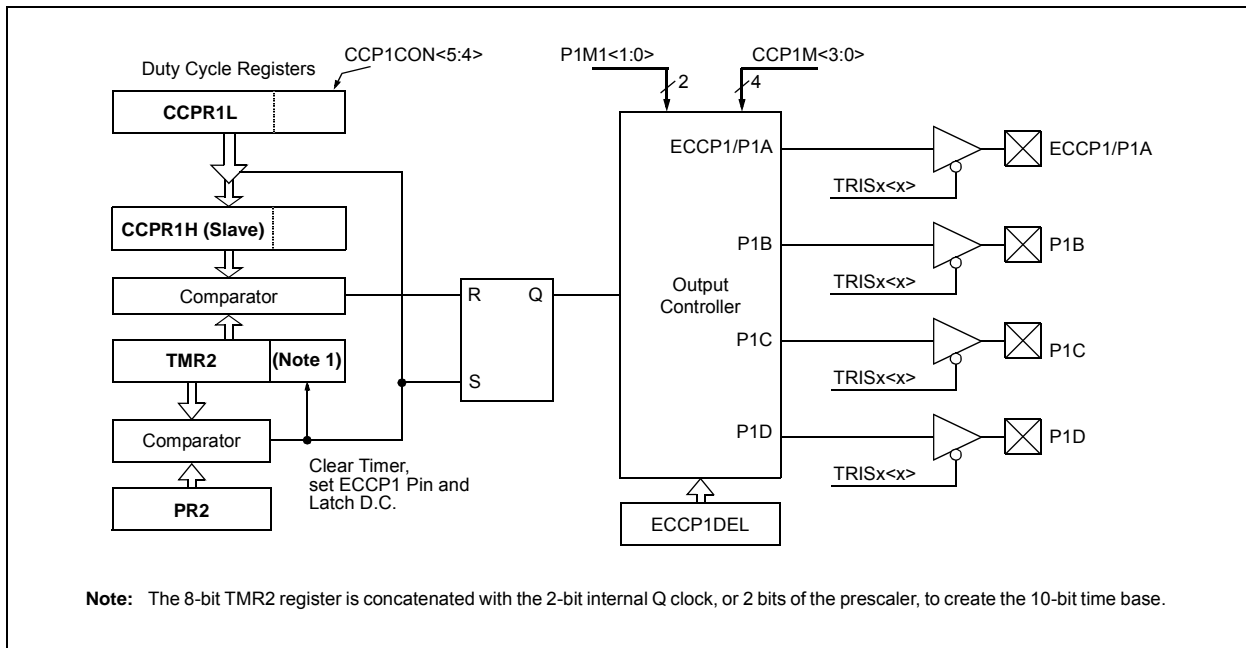 Duty Cycle Registers
CCP1CON<5:4>
CCPR1L
CCPR1H (Slave)
Comparator
TMR2
(Note 1)
Comparator
PR2
Clear Timer,
set ECCP1 Pin and
Latch D.C.
R
Q
S
P1M1<1:0>
2
CCP1M<3:0>
4
Output
Controller
ECCP1/P1A
P1B
P1C
P1D
ECCP1DEL
TRISx<x>
ECCP1/P1A
TRISx<x>
P1B
TRISx<x>
P1C
TRISx<x>
P1D
Note: The 8-bit TMR2 register is concatenated with the 2-bit internal Q clock, or 2 bits of the prescaler, to create the 10-bit time base.